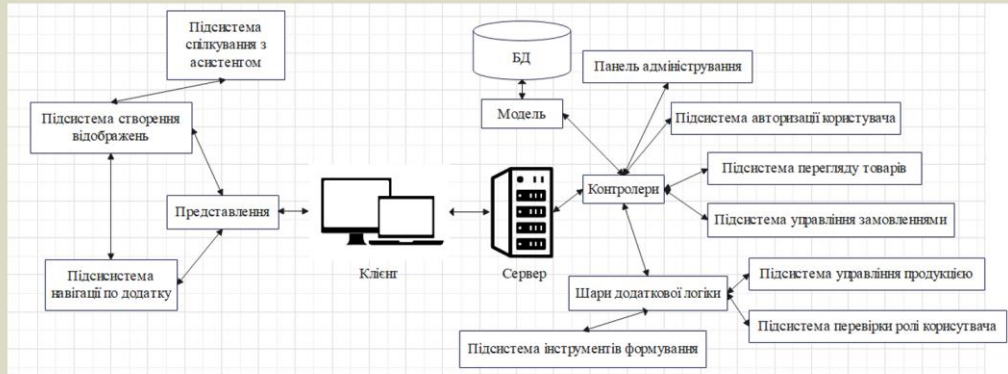 Підсистема
спілкування з
асистентом
БД
Панель адміністрування
Підсистема створення
відображень
Модель
Підсистема авторизації користувача
Підсистема перегляду товарів
Контролери
Представлення
Підсистема управління замовленнями
Клієнт
Сервер
Підсисистема
навігації по додатку
Підсистема управління продукцією
Шари додаткової логіки
Підсистема перевірки ролі корисутвача
Підсистема інструментів формування